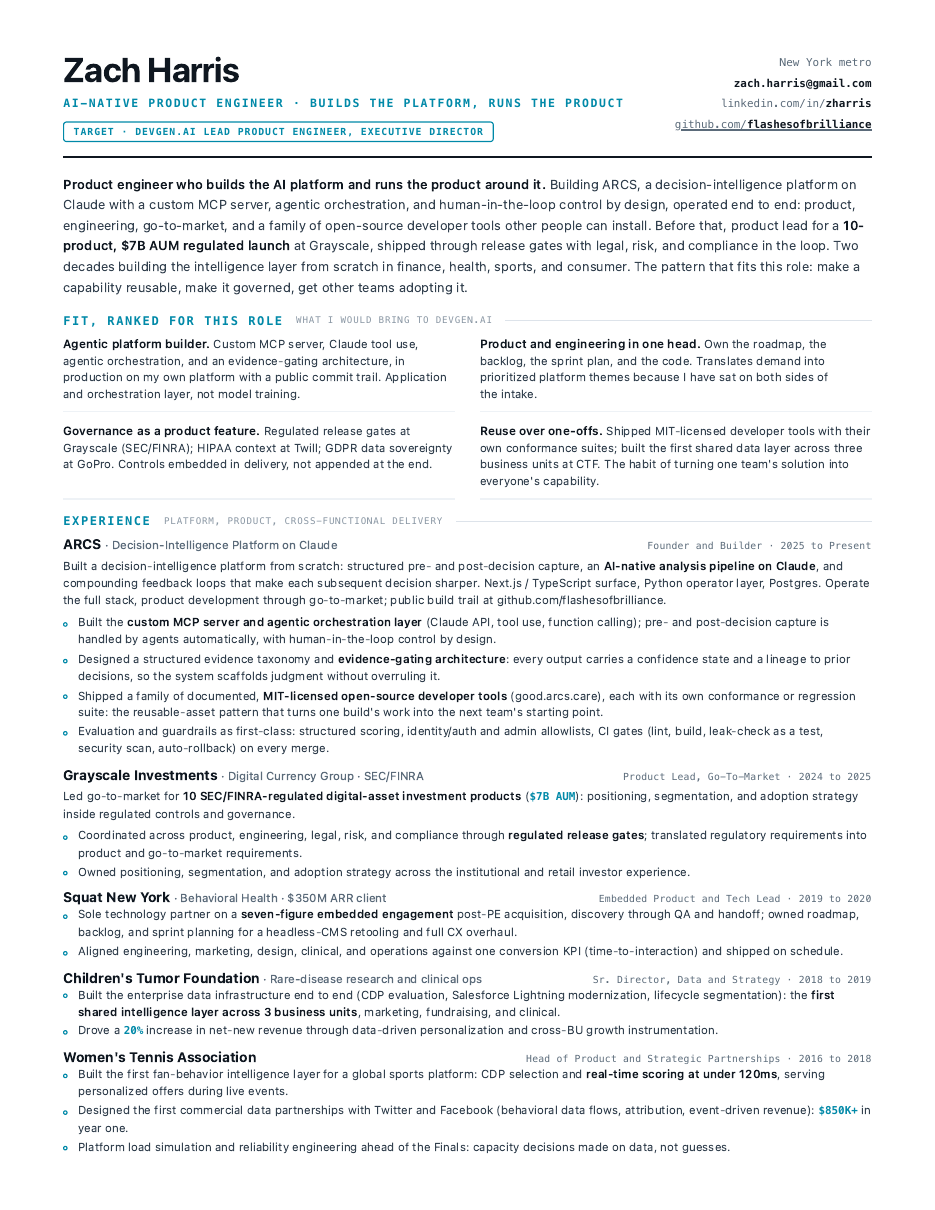 Zach Harris
AI-NATIVE PRODUCT ENGINEER · BUILDS THE PLATFORM, RUNS THE PRODUCT
TARGET · DEVGEN.AI LEAD PRODUCT ENGINEER, EXECUTIVE DIRECTOR
New York metro
zach.harris@gmail.com
linkedin.com/in/zharris
github.com/flashesofbrilliance
Product engineer who builds the AI platform and runs the product around it. Building ARCS, a decision-intelligence platform on
Claude with a custom MCP server, agentic orchestration, and human-in-the-loop control by design, operated end to end: product,
engineering, go-to-market, and a family of open-source developer tools other people can install. Before that, product lead for a 10-
product, $7B AUM regulated launch at Grayscale, shipped through release gates with legal, risk, and compliance in the loop. Two
decades building the intelligence layer from scratch in finance, health, sports, and consumer. The pattern that fits this role: make a
capability reusable, make it governed, get other teams adopting it.
FIT, RANKED FOR THIS ROLE WHAT I WOULD BRING TO DEVGEN.AI
Agentic platform builder. Custom MCP server, Claude tool use,
agentic orchestration, and an evidence-gating architecture, in
production on my own platform with a public commit trail. Application
and orchestration layer, not model training.
Product and engineering in one head. Own the roadmap, the
backlog, the sprint plan, and the code. Translates demand into
prioritized platform themes because I have sat on both sides of
the intake.
Governance as a product feature. Regulated release gates at
Grayscale (SEC/FINRA); HIPAA context at Twill; GDPR data sovereignty
at GoPro. Controls embedded in delivery, not appended at the end.
Reuse over one-offs. Shipped MIT-licensed developer tools with their
own conformance suites; built the first shared data layer across three
business units at CTF. The habit of turning one team's solution into
everyone's capability.
EXPERIENCE PLATFORM, PRODUCT, CROSS-FUNCTIONAL DELIVERY
ARCS · Decision-Intelligence Platform on Claude Founder and Builder · 2025 to Present
Built a decision-intelligence platform from scratch: structured pre- and post-decision capture, an AI-native analysis pipeline on Claude, and
compounding feedback loops that make each subsequent decision sharper. Next.js / TypeScript surface, Python operator layer, Postgres. Operate
the full stack, product development through go-to-market; public build trail at github.com/flashesofbrilliance.
Built the custom MCP server and agentic orchestration layer (Claude API, tool use, function calling); pre- and post-decision capture is
handled by agents automatically, with human-in-the-loop control by design.
Designed a structured evidence taxonomy and evidence-gating architecture: every output carries a confidence state and a lineage to prior
decisions, so the system scaffolds judgment without overruling it.
Shipped a family of documented, MIT-licensed open-source developer tools (good.arcs.care), each with its own conformance or regression
suite: the reusable-asset pattern that turns one build's work into the next team's starting point.
Evaluation and guardrails as first-class: structured scoring, identity/auth and admin allowlists, CI gates (lint, build, leak-check as a test,
security scan, auto-rollback) on every merge.
Grayscale Investments · Digital Currency Group · SEC/FINRA Product Lead, Go-To-Market · 2024 to 2025
Led go-to-market for 10 SEC/FINRA-regulated digital-asset investment products ($7B AUM): positioning, segmentation, and adoption strategy
inside regulated controls and governance.
Coordinated across product, engineering, legal, risk, and compliance through regulated release gates; translated regulatory requirements into
product and go-to-market requirements.
Owned positioning, segmentation, and adoption strategy across the institutional and retail investor experience.
Squat New York · Behavioral Health · $350M ARR client Embedded Product and Tech Lead · 2019 to 2020
Sole technology partner on a seven-figure embedded engagement post-PE acquisition, discovery through QA and handoff; owned roadmap,
backlog, and sprint planning for a headless-CMS retooling and full CX overhaul.
Aligned engineering, marketing, design, clinical, and operations against one conversion KPI (time-to-interaction) and shipped on schedule.
Children's Tumor Foundation · Rare-disease research and clinical ops Sr. Director, Data and Strategy · 2018 to 2019
Built the enterprise data infrastructure end to end (CDP evaluation, Salesforce Lightning modernization, lifecycle segmentation): the first
shared intelligence layer across 3 business units, marketing, fundraising, and clinical.
Drove a 20% increase in net-new revenue through data-driven personalization and cross-BU growth instrumentation.
Women's Tennis Association Head of Product and Strategic Partnerships · 2016 to 2018
Built the first fan-behavior intelligence layer for a global sports platform: CDP selection and real-time scoring at under 120ms, serving
personalized offers during live events.
Designed the first commercial data partnerships with Twitter and Facebook (behavioral data flows, attribution, event-driven revenue): $850K+ in
year one.
Platform load simulation and reliability engineering ahead of the Finals: capacity decisions made on data, not guesses.